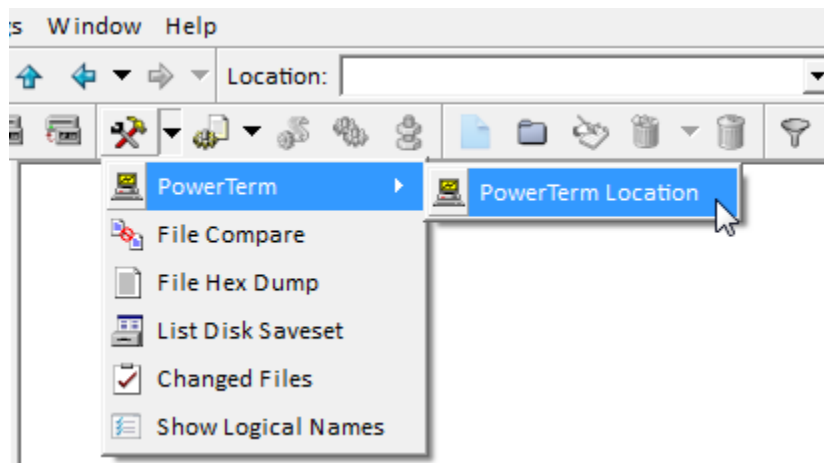 s Window Help
Location:
PowerTerm
PowerTerm Location
File Compare
File Hex Dump
List Disk Saveset
Changed Files
Show Logical Names